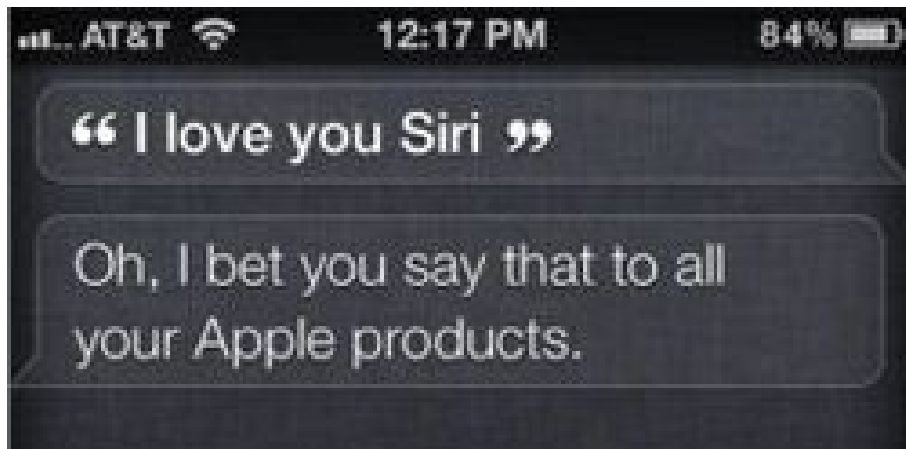 AT&T 12:17 PM 84%
“ I love you Siri ”
Oh, I bet you say that to all
your Apple products.